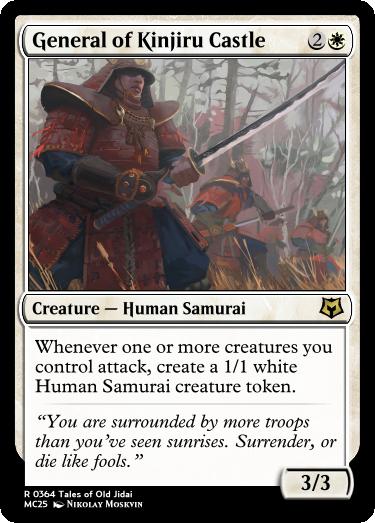 General of Kinjiru Castle 2
Creature — Human Samurai
Whenever one or more creatures you
control attack, create a 1/1 white
Human Samurai creature token.
“You are surrounded by more troops
than you’ve seen sunrises. Surrender, or
die like fools.”
3/3
R 0364 Tales of Old Jidai
MC25 Nikolay Moskvin